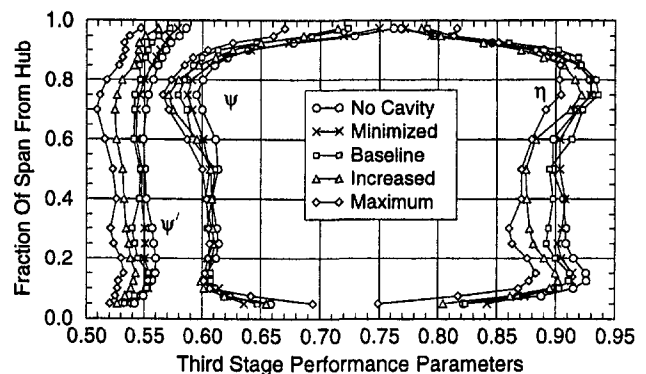 1.0
0.8
0.6
0.4
0.2
0.0
Fraction Of Span From Hub
ψ
η
ψ'
No Cavity
Minimized
Baseline
Increased
Maximum
0.50 0.55 0.60 0.65 0.70 0.75 0.80 0.85 0.90 0.95
Third Stage Performance Parameters